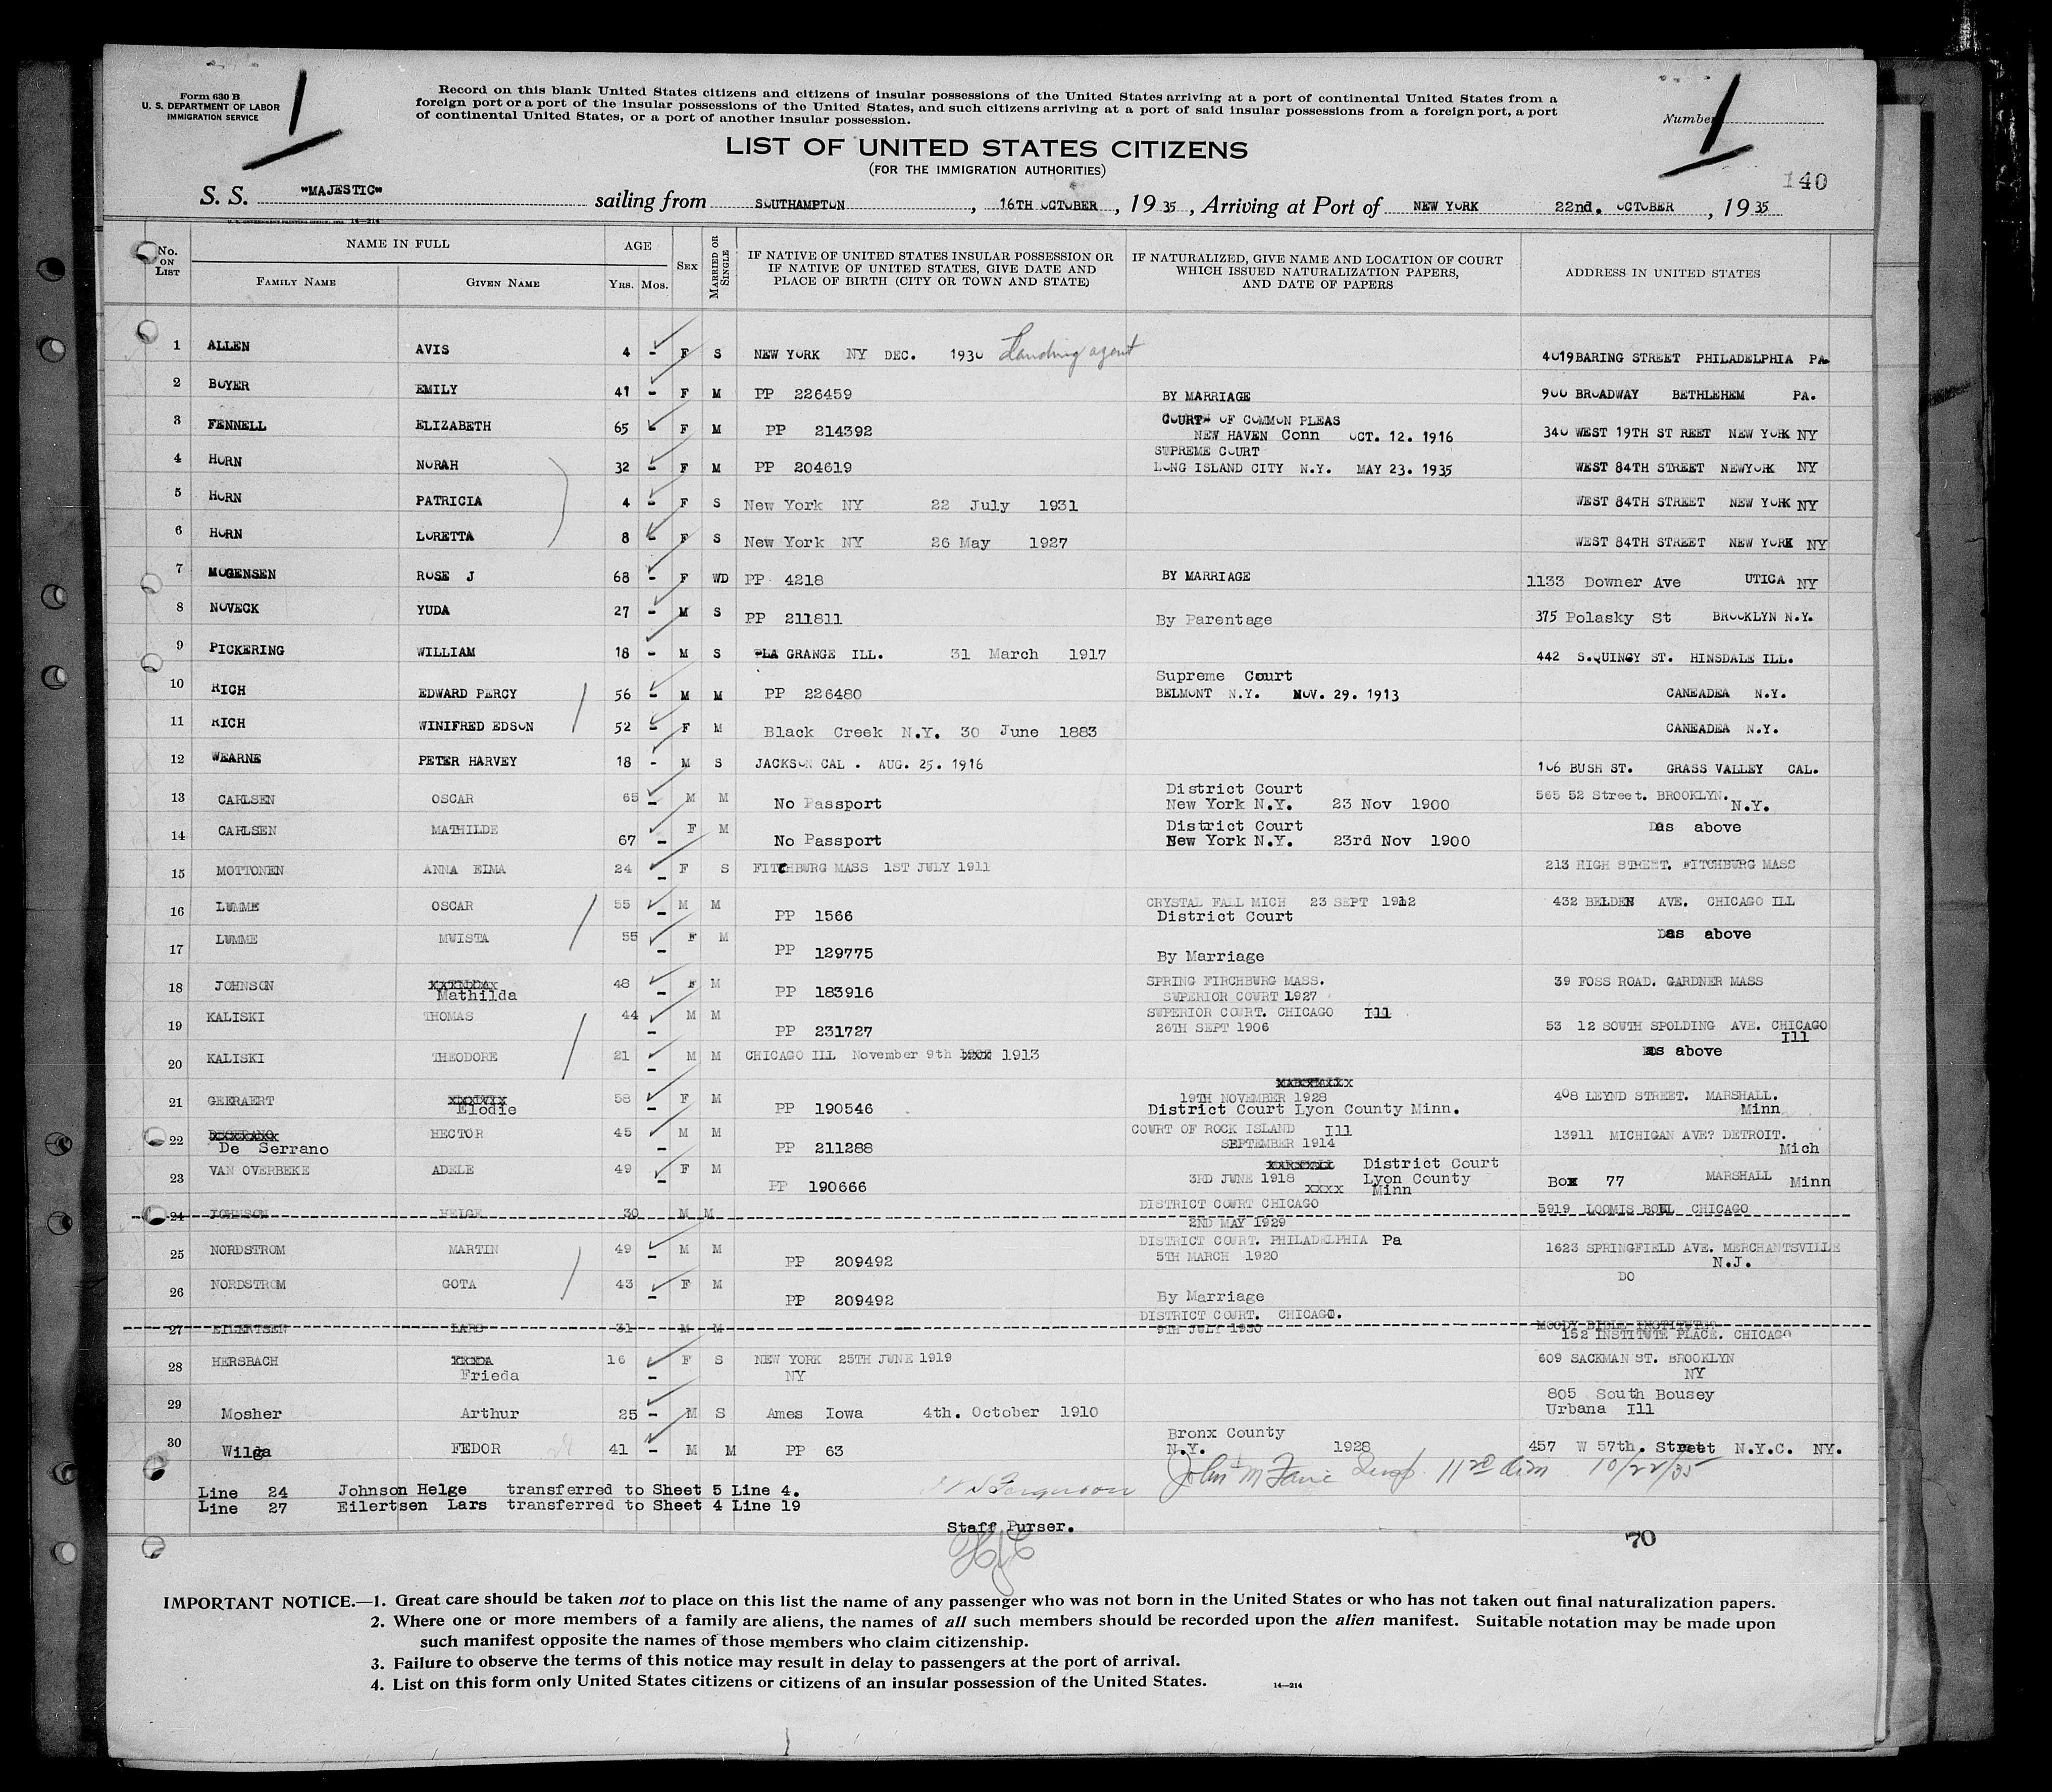 Form 630 B
U. S. DEPARTMENT OF LABOR
IMMIGRATION SERVICE
1
Record on this blank United States citizens and citizens of insular possessions of the United States arriving at a port of continental United States from a
foreign port or a port of the insular possessions of the United States, and such citizens arriving at a port of said insular possessions from a foreign port, a port
of continental United States, or a port of another insular possession.
Number
1
LIST OF UNITED STATES CITIZENS
(FOR THE IMMIGRATION AUTHORITIES)
140
S. S. "MAJESTIC" sailing from SOUTHAMPTON, 16TH OCTOBER, 1935, Arriving at Port of NEW YORK 22nd. OCTOBER, 1935
14-214
No. ON LIST NAME IN FULL FAMILY NAME GIVEN NAME AGE YRS. MOS. SEX MARRIED OR SINGLE IF NATIVE OF UNITED STATES INSULAR POSSESSION OR IF NATIVE OF UNITED STATES, GIVE DATE AND PLACE OF BIRTH (CITY OR TOWN AND STATE) IF NATURALIZED, GIVE NAME AND LOCATION OF COURT WHICH ISSUED NATURALIZATION PAPERS, AND DATE OF PAPERS ADDRESS IN UNITED STATES
1 ALLEN AVIS 4 - F S NEW YORK NY DEC. 1930 Landing agent 4019BARING STREET PHILADELPHIA PA
2 BOYER EMILY 41 - F M PP 226459 BY MARRIAGE 900 BROADWAY BETHLEHEM PA.
3 FENNELL ELIZABETH 65 - F M PP 214392 COURT OF COMMON PLEAS NEW HAVEN Conn OCT. 12. 1916 340 WEST 19TH ST REET NEW YORK NY
4 HORN NORAH 32 - F M PP 204619 SUPREME COURT LONG ISLAND CITY N.Y. MAY 23. 1935 WEST 84TH STREET NEWYORK NY
5 HORN PATRICIA 4 - F S New York NY 22 July 1931 WEST 84TH STREET NEW YORK NY
6 HORN LORETTA 8 - F S New York NY 26 May 1927 WEST 84TH STREET NEW YORK NY
7 MOGENSEN ROSE J 68 - F WD PP 4218 BY MARRIAGE 1133 Downer Ave UTICA NY
8 NOVECK YUDA 27 - M S PP 211811 By Parentage 375 Polasky St BROOKLYN N.Y.
9 PICKERING WILLIAM 18 - M S LA GRANGE ILL. 31 March 1917 442 S.QUINCY ST. HINSDALE ILL.
10 RICH EDWARD PERCY 56 - M M PP 226480 Supreme Court BELMONT N.Y. NOV. 29. 1913 CANEADEA N.Y.
11 RICH WINIFRED EDSON 52 - F M Black Creek N.Y. 30 June 1883 CANEADEA N.Y.
12 WEARNE PETER HARVEY 18 - M S JACKSON CAL . AUG. 25. 1916 106 BUSH ST. GRASS VALLEY CAL.
13 CARLSEN OSCAR 65 - M M No Passport District Court New York N.Y. 23 Nov 1900 565 52 Street. BROOKLYN. N.Y.
14 CARLSEN MATHILDE 67 - F M No Passport District Court New York N.Y. 23rd Nov 1900 as above
15 MOTTONEN ANNA ELMA 24 - F S FITCHBURG MASS 1ST JULY 1911 213 HIGH STREET. FITCHBURG MASS
16 LUMME OSCAR 55 - M M PP 1566 CRYSTAL FALL MICH 23 SEPT 1912 District Court 432 BELDEN AVE. CHICAGO ILL
17 LUMME MUISTA 55 - F M PP 129775 By Marriage as above
18 JOHNSON Mathilda 48 - F M PP 183916 SPRING FIRCHBURG MASS. SUPERIOR COURT 1927 39 FOSS ROAD. GARDNER MASS
19 KALISKI THOMAS 44 - M M PP 231727 SUPERIOR COURT. CHICAGO Ill 26TH SEPT 1906 53 12 SOUTH SPOLDING AVE. CHICAGO Ill
20 KALISKI THEODORE 21 - M M CHICAGO ILL November 9th 1913 as above
21 GEERAERT Elodie 58 - F M PP 190546 19TH NOVEMBER 1928 District Court Lyon County Minn. 408 LEYND STREET. MARSHALL. Minn
22 De Serrano HECTOR 45 - M M PP 211288 COURT OF ROCK ISLAND Ill SEPTEMBER 1914 13911 MICHIGAN AVE? DETROIT. Mich
23 VAN OVERBEKE ADELE 49 - F M PP 190666 3RD JUNE 1918 District Court Lyon County Minn Box 77 MARSHALL Minn
24 JOHNSON HELGE 30 M M DISTRICT COURT CHICAGO 2ND MAY 1929 5919 LOOMIS BOUL CHICAGO
25 NORDSTROM MARTIN 49 - M M PP 209492 DISTRICT COURT. PHILADELPHIA Pa 5TH MARCH 1920 1623 SPRINGFIELD AVE. MERCHANTSVILLE N.J.
26 NORDSTROM GOTA 43 - F M PP 209492 By Marriage DO
27 EILERTSEN LARS 31 M M DISTRICT COURT. CHICAGO. 9TH JULY 1930 MOODY BIBLE INSTITUTE 152 INSTITUTE PLACE. CHICAGO
28 HERSBACH Frieda 16 - F S NEW YORK 25TH JUNE 1919 NY 609 SACKMAN ST. BROOKLYN NY
29 Mosher Arthur 25 - M S Ames Iowa 4th. October 1910 805 South Bousey Urbana Ill
30 Wilga FEDOR 41 - M M PP 63 Bronx County N.Y. 1928 457 W 57th. Street N.Y.C. NY.
Line 24 Johnson Helge transferred to Sheet 5 Line 4.
Line 27 Eilertsen Lars transferred to Sheet 4 Line 19
Ferguson
John M 10/22/35
Staff Purser.
70
IMPORTANT NOTICE.—1. Great care should be taken not to place on this list the name of any passenger who was not born in the United States or who has not taken out final naturalization papers.
2. Where one or more members of a family are aliens, the names of all such members should be recorded upon the alien manifest. Suitable notation may be made upon
such manifest opposite the names of those members who claim citizenship.
3. Failure to observe the terms of this notice may result in delay to passengers at the port of arrival.
4. List on this form only United States citizens or citizens of an insular possession of the United States.
14—214